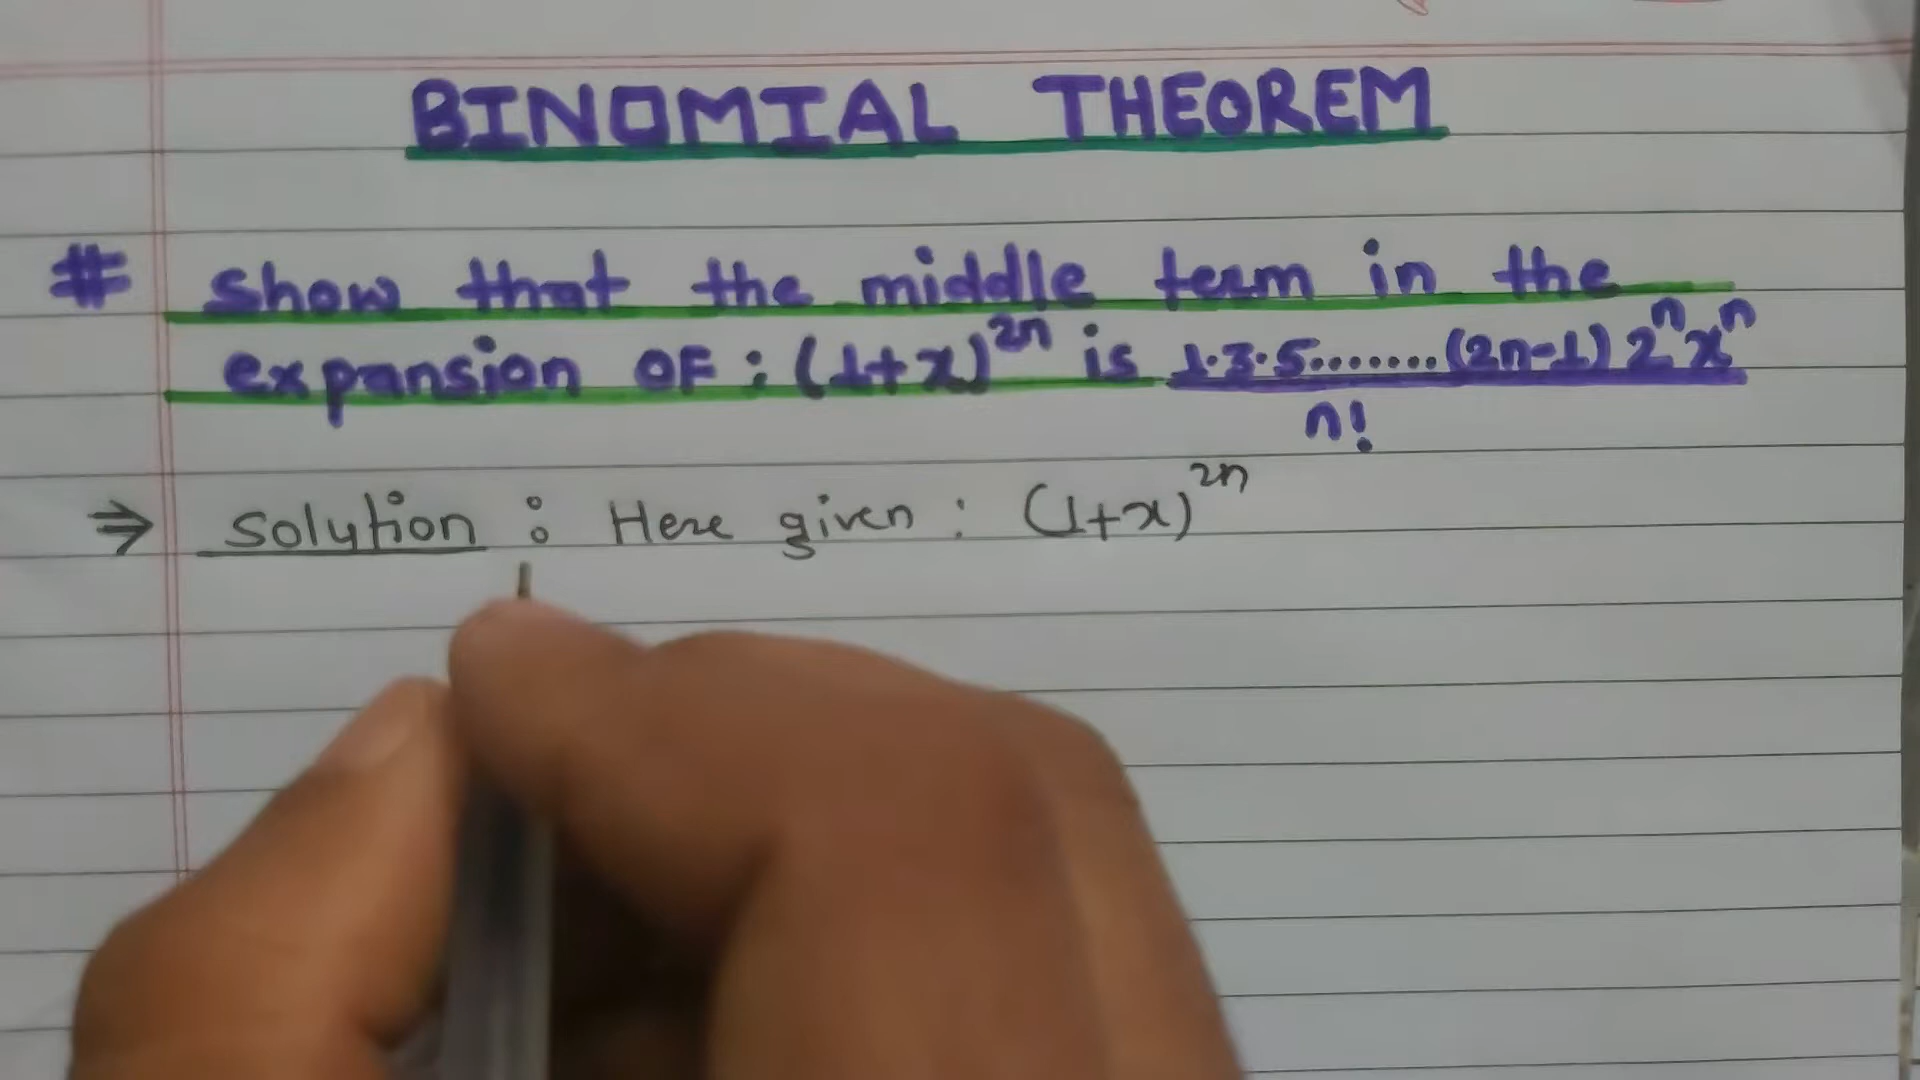 BINOMIAL THEOREM
# Show that the middle term in the
expansion OF : (1+x)^2n is 1·3·5.......(2n-1) 2^n x^n
n!
⇒ Solution : Here given : (1+x)^2n